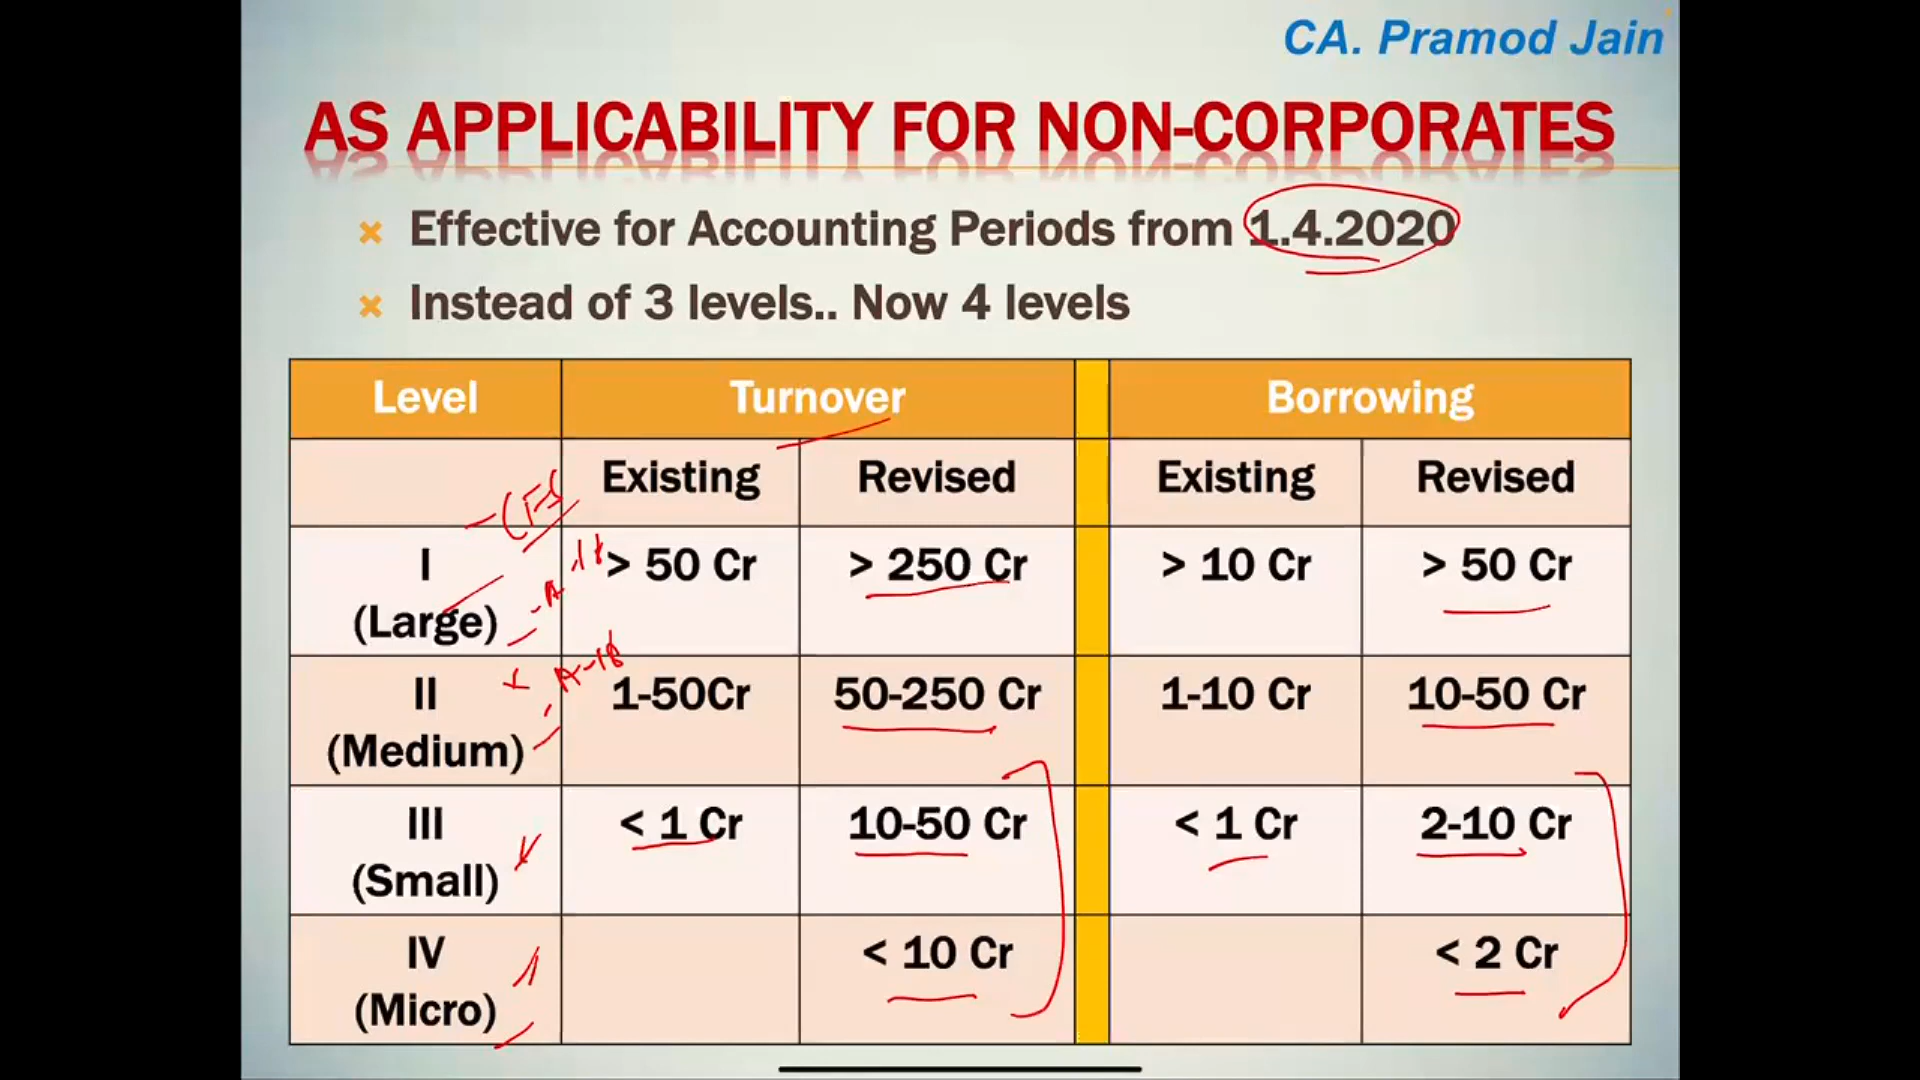 CA. Pramod Jain
AS APPLICABILITY FOR NON-CORPORATES
Effective for Accounting Periods from 1.4.2020
Instead of 3 levels.. Now 4 levels
Level Turnover Borrowing
Existing Revised Existing Revised
I (Large) > 50 Cr > 250 Cr > 10 Cr > 50 Cr
II (Medium) 1-50Cr 50-250 Cr 1-10 Cr 10-50 Cr
III (Small) < 1 Cr 10-50 Cr < 1 Cr 2-10 Cr
IV (Micro) < 10 Cr < 2 Cr